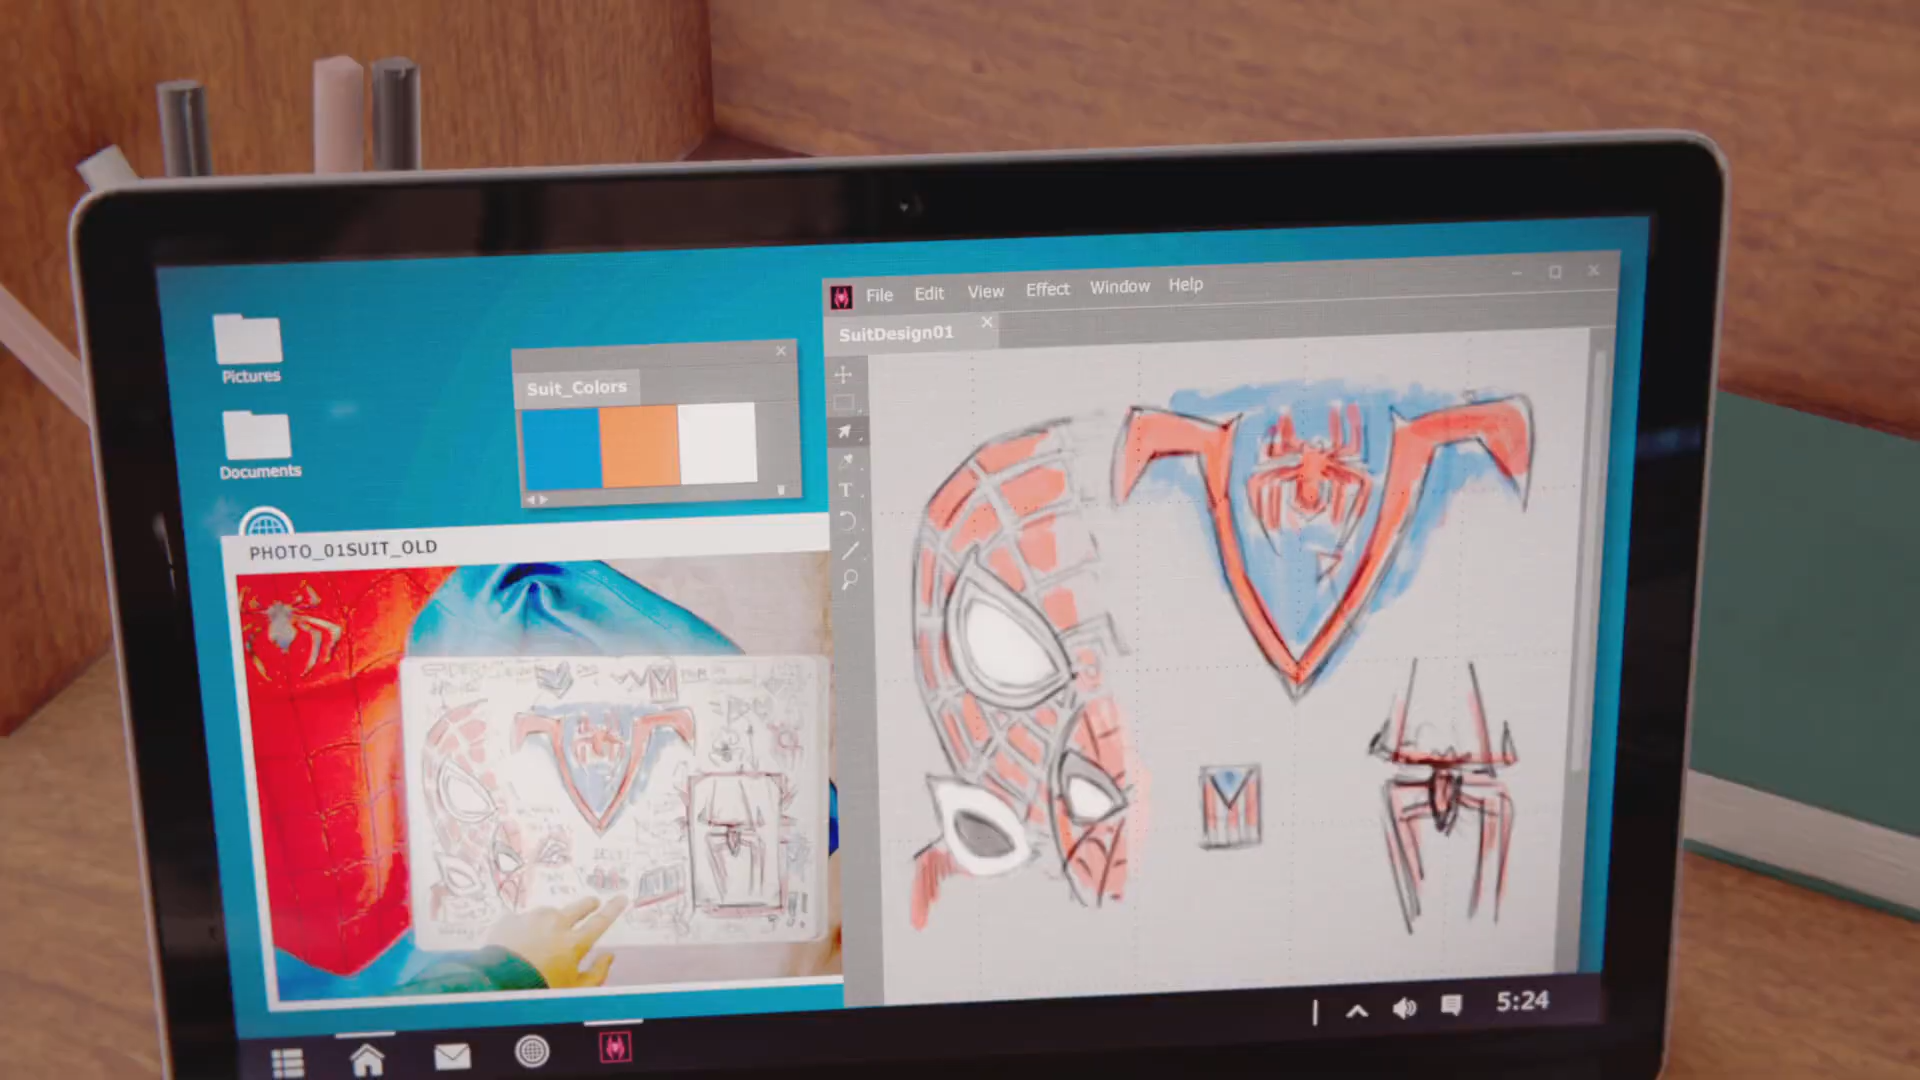 File Edit View Effect Window Help
SuitDesign01
Pictures
Suit_Colors
Documents
PHOTO_01SUIT_OLD
T
5:24